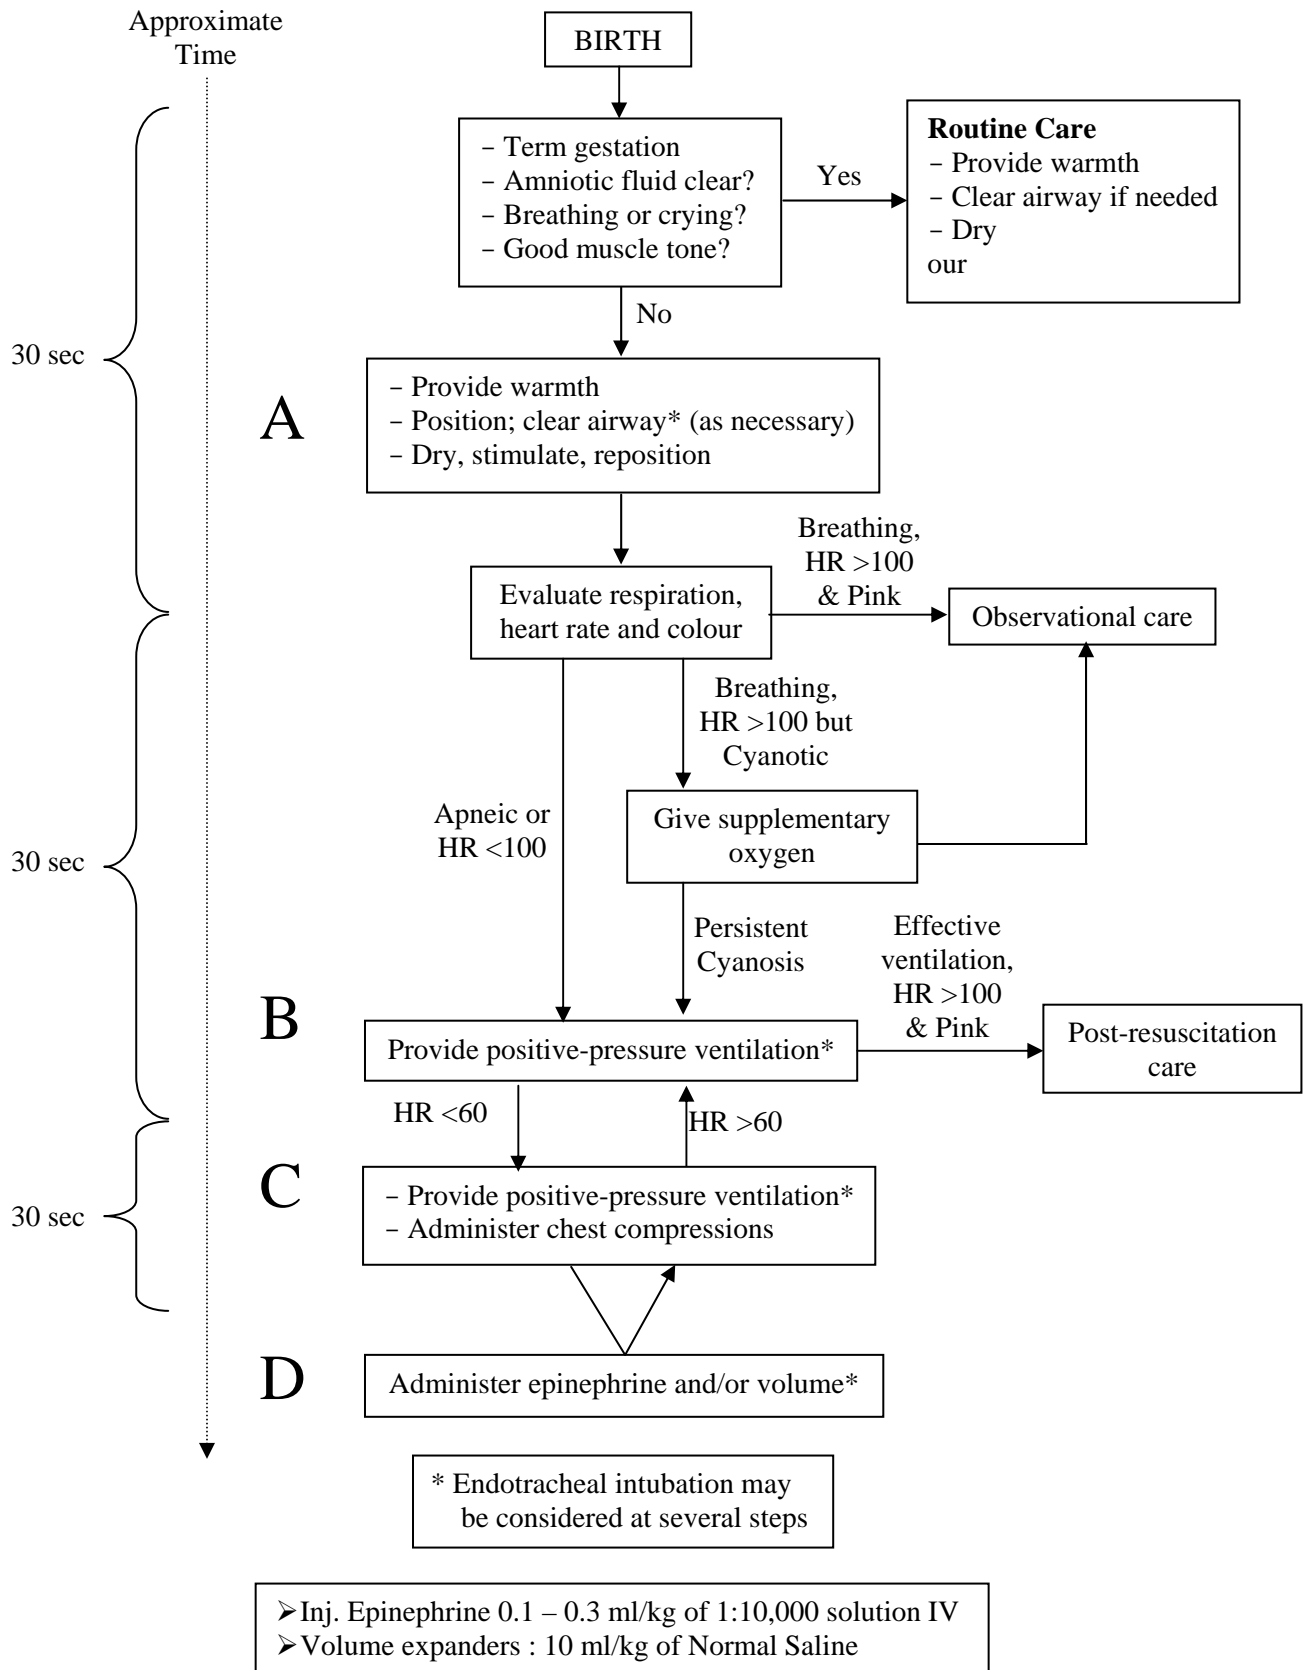 Approximate
Time
BIRTH
– Term gestation
– Amniotic fluid clear?
– Breathing or crying?
– Good muscle tone?
Yes
Routine Care
– Provide warmth
– Clear airway if needed
– Dry
our
No
30 sec
A
– Provide warmth
– Position; clear airway* (as necessary)
– Dry, stimulate, reposition
Breathing,
HR >100
& Pink
Evaluate respiration,
heart rate and colour
Observational care
Breathing,
HR >100 but
Cyanotic
Apneic or
HR <100
Give supplementary
oxygen
30 sec
Persistent
Cyanosis
Effective
ventilation,
HR >100
& Pink
B
Provide positive-pressure ventilation*
Post-resuscitation
care
HR <60
HR >60
C
– Provide positive-pressure ventilation*
– Administer chest compressions
30 sec
D
Administer epinephrine and/or volume*
* Endotracheal intubation may
be considered at several steps
➢Inj. Epinephrine 0.1 – 0.3 ml/kg of 1:10,000 solution IV
➢Volume expanders : 10 ml/kg of Normal Saline